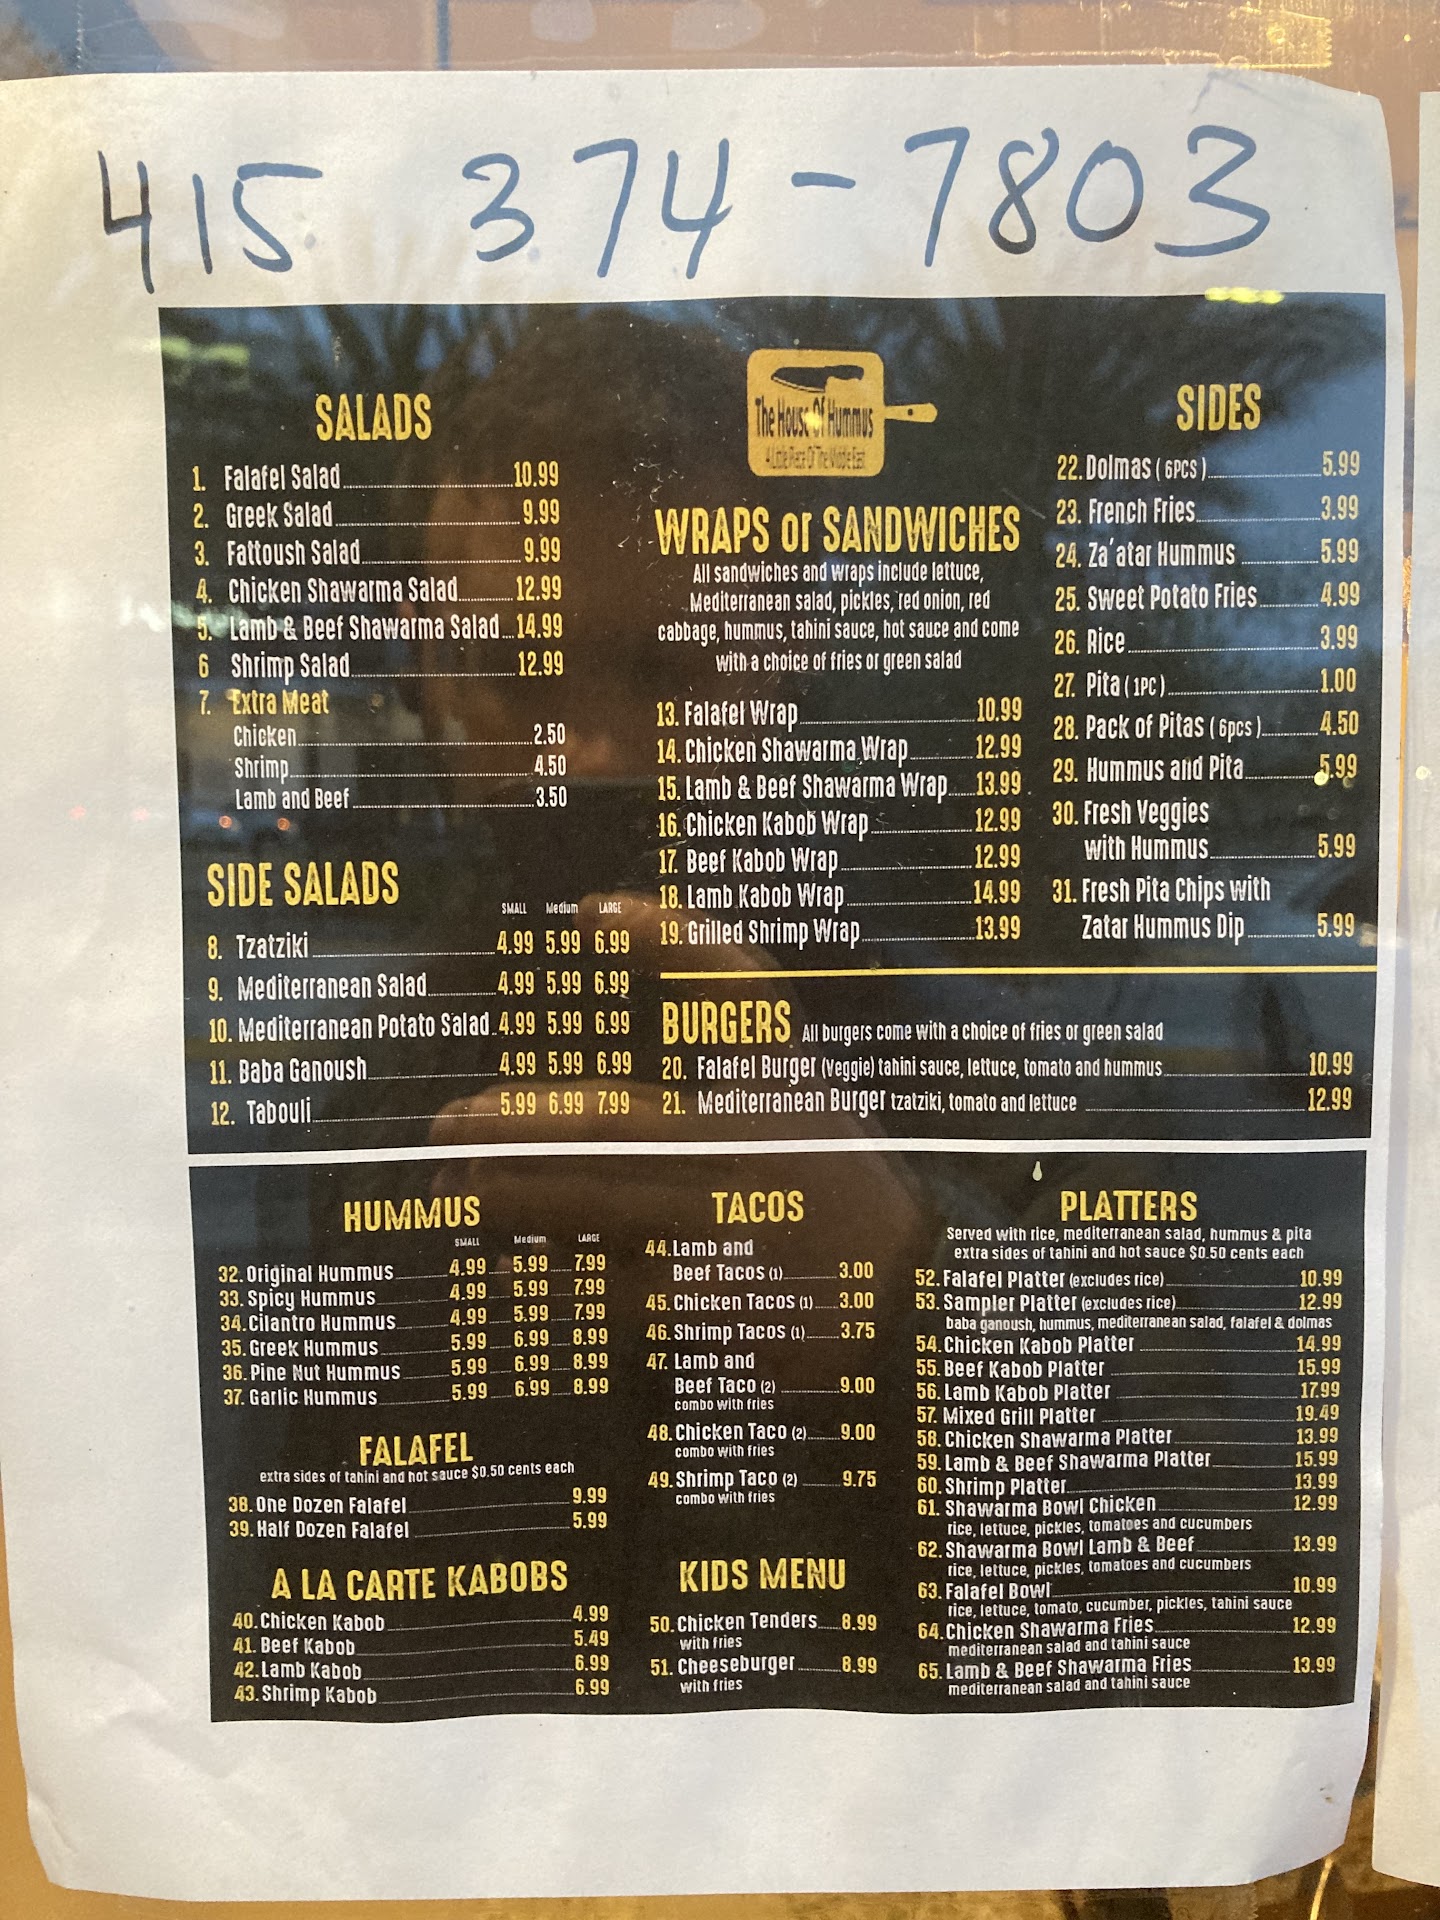 415 374-7803
The House Of Hummus
A Little Piece Of The Middle East
SALADS
1. Falafel Salad 10.99
2. Greek Salad 9.99
3. Fattoush Salad 9.99
4. Chicken Shawarma Salad 12.99
5. Lamb & Beef Shawarma Salad 14.99
6 Shrimp Salad 12.99
7. Extra Meat
Chicken 2.50
Shrimp 4.50
Lamb and Beef 3.50
SIDE SALADS
SMALL Medium LARGE
8. Tzatziki 4.99 5.99 6.99
9. Mediterranean Salad 4.99 5.99 6.99
10. Mediterranean Potato Salad 4.99 5.99 6.99
11. Baba Ganoush 4.99 5.99 6.99
12. Tabouli 5.99 6.99 7.99
WRAPS or SANDWICHES
All sandwiches and wraps include lettuce,
Mediterranean salad, pickles, red onion, red
cabbage, hummus, tahini sauce, hot sauce and come
with a choice of fries or green salad
13. Falafel Wrap 10.99
14. Chicken Shawarma Wrap 12.99
15. Lamb & Beef Shawarma Wrap 13.99
16. Chicken Kabob Wrap 12.99
17. Beef Kabob Wrap 12.99
18. Lamb Kabob Wrap 14.99
19. Grilled Shrimp Wrap 13.99
SIDES
22. Dolmas (6PCS) 5.99
23. French Fries 3.99
24. Za'atar Hummus 5.99
25. Sweet Potato Fries 4.99
26. Rice 3.99
27. Pita (1PC) 1.00
28. Pack of Pitas (6pcs) 4.50
29. Hummus and Pita 5.99
30. Fresh Veggies
with Hummus 5.99
31. Fresh Pita Chips with
Zatar Hummus Dip 5.99
BURGERS All burgers come with a choice of fries or green salad
20. Falafel Burger (Veggie) tahini sauce, lettuce, tomato and hummus 10.99
21. Mediterranean Burger tzatziki, tomato and lettuce 12.99
HUMMUS
SMALL Medium LARGE
32. Original Hummus 4.99 5.99 7.99
33. Spicy Hummus 4.99 5.99 7.99
34. Cilantro Hummus 4.99 5.99 7.99
35. Greek Hummus 5.99 6.99 8.99
36. Pine Nut Hummus 5.99 6.99 8.99
37. Garlic Hummus 5.99 6.99 8.99
FALAFEL
extra sides of tahini and hot sauce $0.50 cents each
38. One Dozen Falafel 9.99
39. Half Dozen Falafel 5.99
A LA CARTE KABOBS
40. Chicken Kabob 4.99
41. Beef Kabob 5.49
42. Lamb Kabob 6.99
43. Shrimp Kabob 6.99
TACOS
44. Lamb and
Beef Tacos (1) 3.00
45. Chicken Tacos (1) 3.00
46. Shrimp Tacos (1) 3.75
47. Lamb and
Beef Taco (2) 9.00
combo with fries
48. Chicken Taco (2) 9.00
combo with fries
49. Shrimp Taco (2) 9.75
combo with fries
KIDS MENU
50. Chicken Tenders 8.99
with fries
51. Cheeseburger 8.99
with fries
PLATTERS
Served with rice, mediterranean salad, hummus & pita
extra sides of tahini and hot sauce $0.50 cents each
52. Falafel Platter (excludes rice) 10.99
53. Sampler Platter (excludes rice) 12.99
baba ganoush, hummus, mediterranean salad, falafel & dolmas
54. Chicken Kabob Platter 14.99
55. Beef Kabob Platter 15.99
56. Lamb Kabob Platter 17.99
57. Mixed Grill Platter 19.49
58. Chicken Shawarma Platter 13.99
59. Lamb & Beef Shawarma Platter 15.99
60. Shrimp Platter 13.99
61. Shawarma Bowl Chicken 12.99
rice, lettuce, pickles, tomatoes and cucumbers
62. Shawarma Bowl Lamb & Beef 13.99
rice, lettuce, pickles, tomatoes and cucumbers
63. Falafel Bowl 10.99
rice, lettuce, tomato, cucumber, pickles, tahini sauce
64. Chicken Shawarma Fries 12.99
mediterranean salad and tahini sauce
65. Lamb & Beef Shawarma Fries 13.99
mediterranean salad and tahini sauce